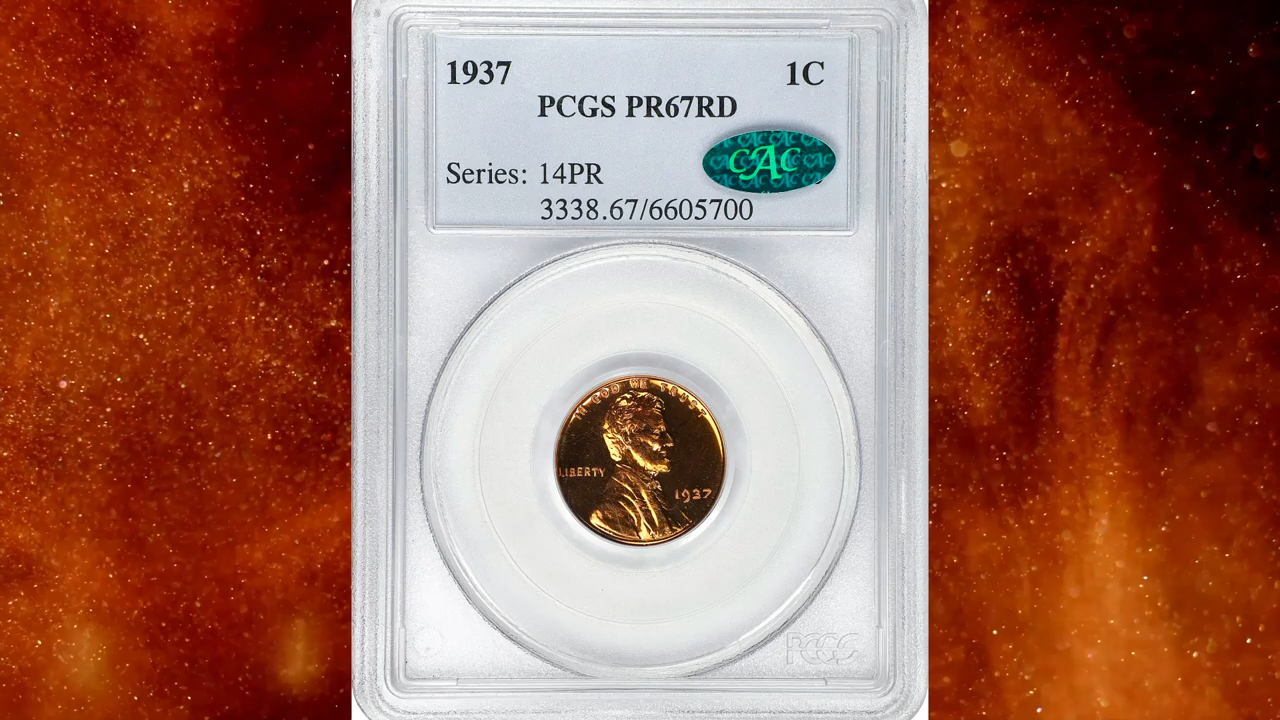 1937 1C
PCGS PR67RD
CAC
Series: 14PR
3338.67/6605700
IN GOD WE TRUST
LIBERTY
1937
PCGS